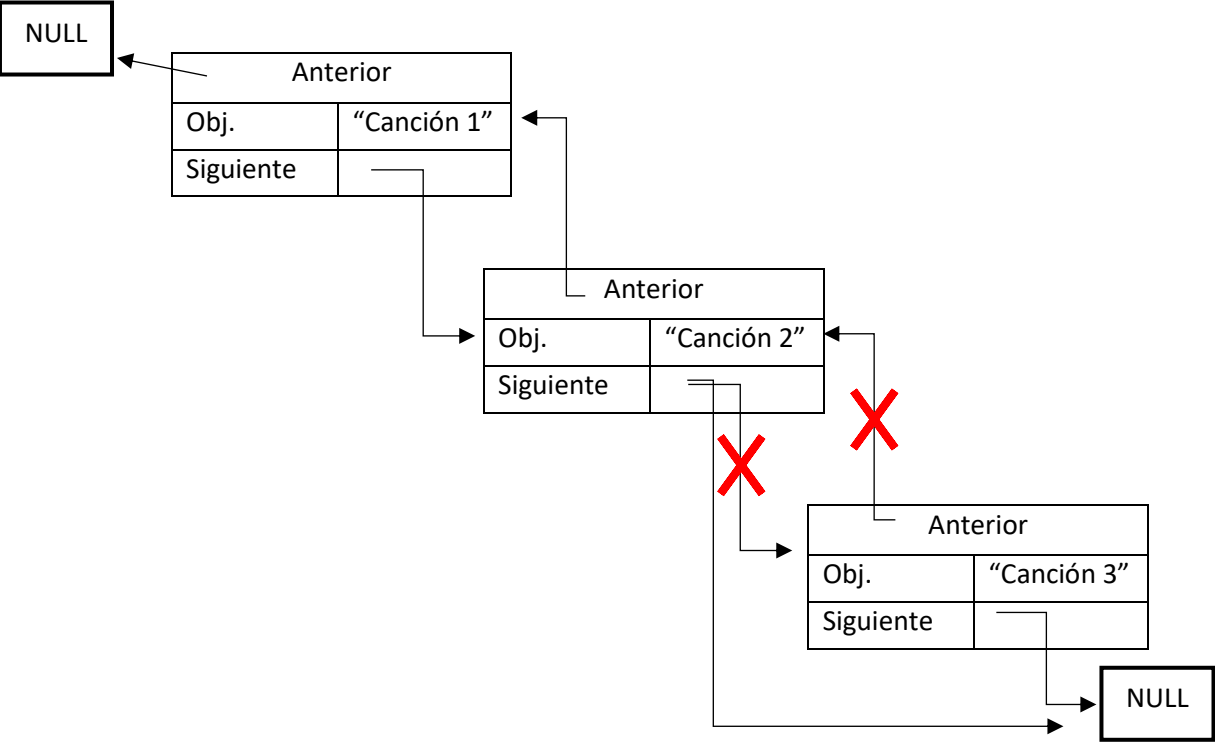 NULL
Anterior
Obj. “Canción 1”
Siguiente
Anterior
Obj. “Canción 2”
Siguiente
Anterior
Obj. “Canción 3”
Siguiente
NULL